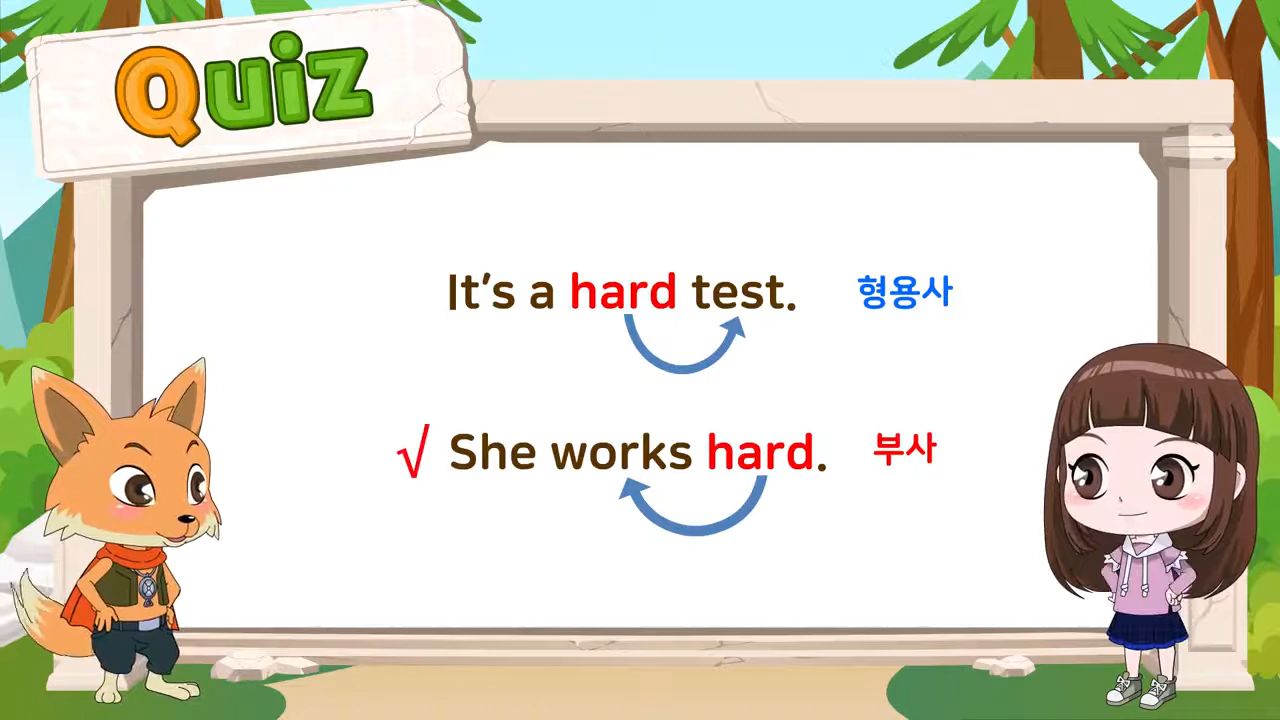 Quiz
It's a hard test. 형용사
√ She works hard. 부사